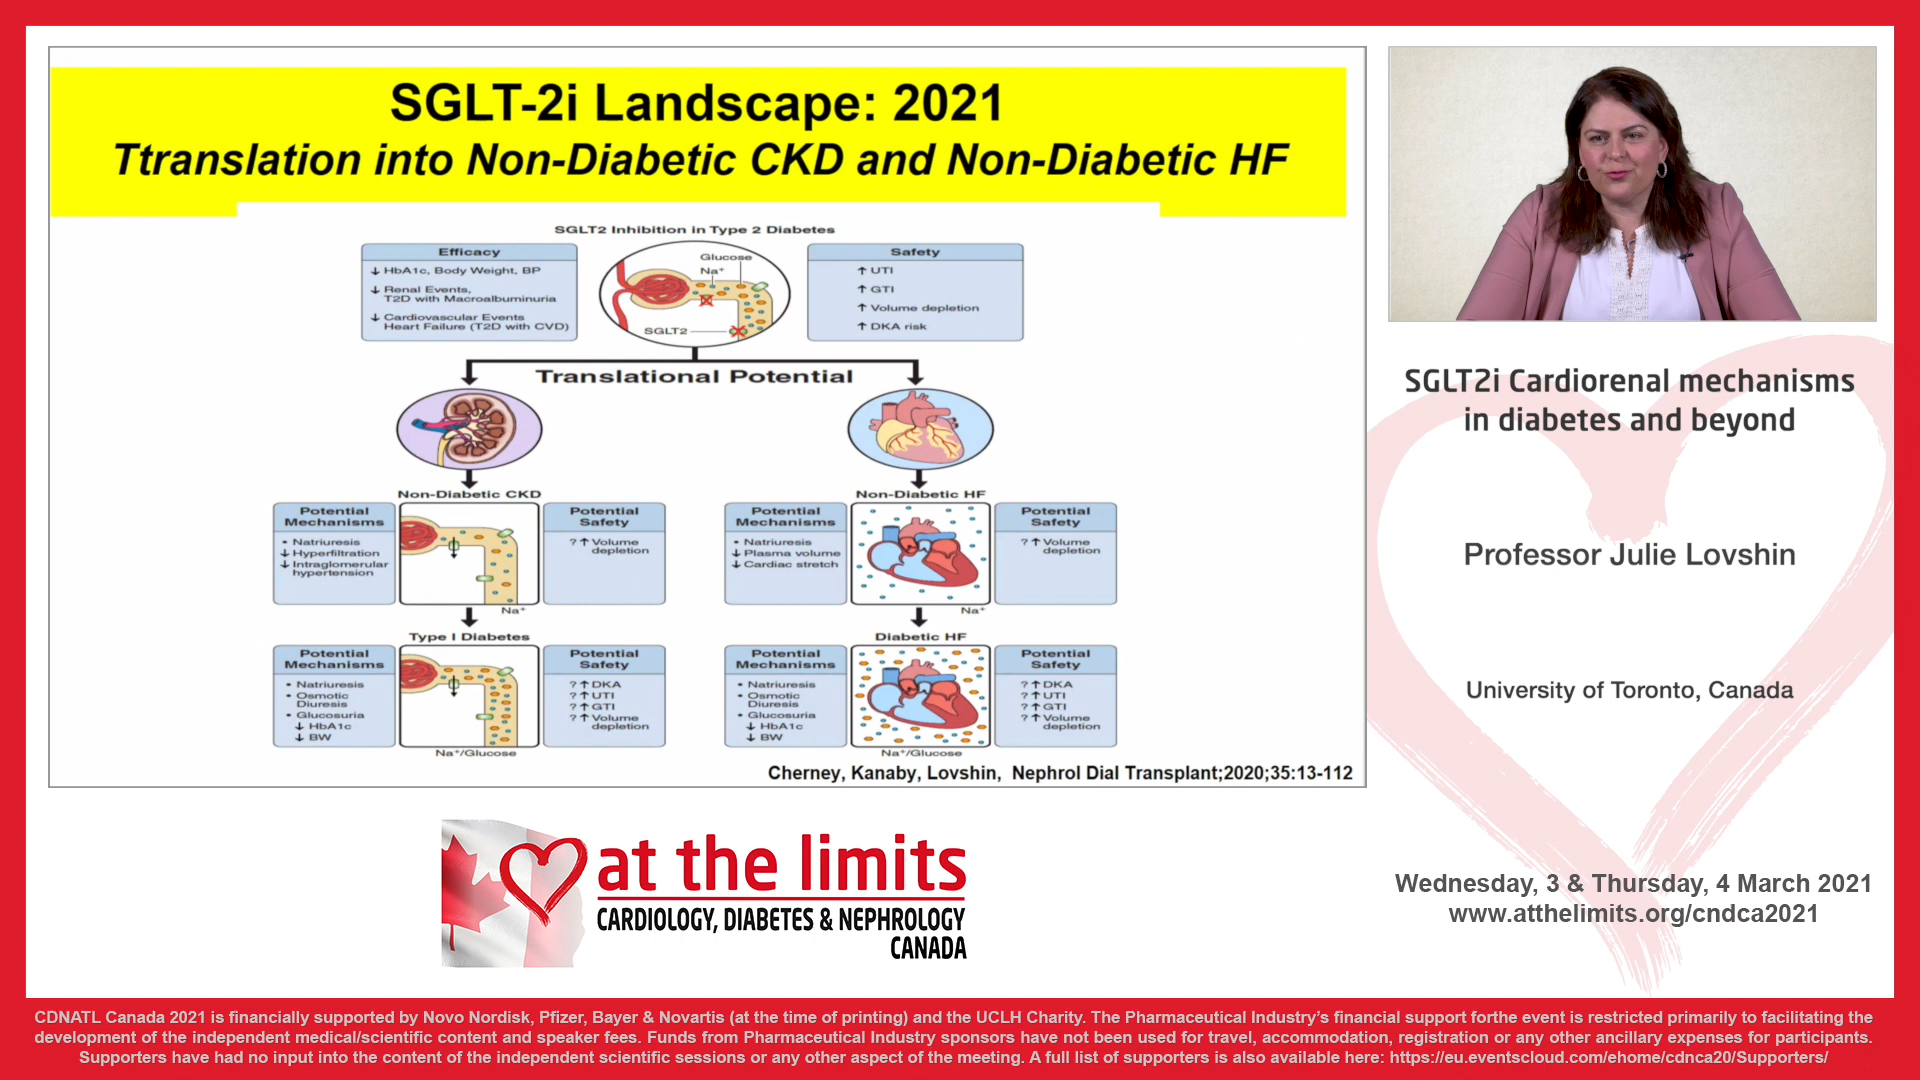 SGLT-2i Landscape: 2021
Ttranslation into Non-Diabetic CKD and Non-Diabetic HF
SGLT2 Inhibition in Type 2 Diabetes
Efficacy
↓ HbA1c, Body Weight, BP
↓ Renal Events,
T2D with Macroalbuminuria
↓ Cardiovascular Events
Heart Failure (T2D with CVD)
Glucose
Na⁺
SGLT2
Safety
↑ UTI
↑ GTI
↑ Volume depletion
↑ DKA risk
Translational Potential
Non-Diabetic CKD
Potential
Mechanisms
• Natriuresis
↓ Hyperfiltration
↓ Intraglomerular
hypertension
Na⁺
Potential
Safety
? ↑ Volume
depletion
Non-Diabetic HF
Potential
Mechanisms
• Natriuresis
↓ Plasma volume
↓ Cardiac stretch
Na⁺
Potential
Safety
? ↑ Volume
depletion
Type I Diabetes
Potential
Mechanisms
• Natriuresis
• Osmotic
Diuresis
• Glucosuria
↓ HbA1c
↓ BW
Na⁺/Glucose
Potential
Safety
? ↑ DKA
? ↑ UTI
? ↑ GTI
? ↑ Volume
depletion
Diabetic HF
Potential
Mechanisms
• Natriuresis
• Osmotic
Diuresis
• Glucosuria
↓ HbA1c
↓ BW
Na⁺/Glucose
Potential
Safety
? ↑ DKA
? ↑ UTI
? ↑ GTI
? ↑ Volume
depletion
Cherney, Kanaby, Lovshin, Nephrol Dial Transplant;2020;35:13-112
SGLT2i Cardiorenal mechanisms
in diabetes and beyond
Professor Julie Lovshin
University of Toronto, Canada
Wednesday, 3 & Thursday, 4 March 2021
www.atthelimits.org/cndca2021
at the limits
CARDIOLOGY, DIABETES & NEPHROLOGY
CANADA
CDNATL Canada 2021 is financially supported by Novo Nordisk, Pfizer, Bayer & Novartis (at the time of printing) and the UCLH Charity. The Pharmaceutical Industry's financial support forthe event is restricted primarily to facilitating the
development of the independent medical/scientific content and speaker fees. Funds from Pharmaceutical Industry sponsors have not been used for travel, accommodation, registration or any other ancillary expenses for participants.
Supporters have had no input into the content of the independent scientific sessions or any other aspect of the meeting. A full list of supporters is also available here: https://eu.eventscloud.com/ehome/cdnca20/Supporters/